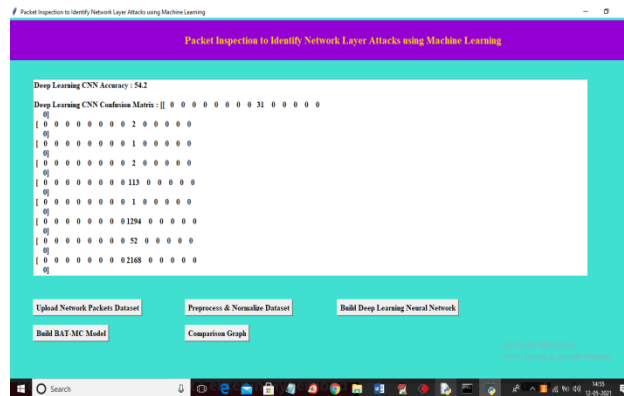 Packet Inspection to Identify Network Layer Attacks using Machine Learning
Packet Inspection to Identify Network Layer Attacks using Machine Learning
Deep Learning CNN Accuracy : 54.2
Deep Learning CNN Confusion Matrix : [[ 0 0 0 0 0 0 0 0 31 0 0 0 0 0
0]
[ 0 0 0 0 0 0 0 0 2 0 0 0 0 0
0]
[ 0 0 0 0 0 0 0 0 1 0 0 0 0 0
0]
[ 0 0 0 0 0 0 0 0 2 0 0 0 0 0
0]
[ 0 0 0 0 0 0 0 0 113 0 0 0 0 0
0]
[ 0 0 0 0 0 0 0 0 1 0 0 0 0 0
0]
[ 0 0 0 0 0 0 0 01294 0 0 0 0 0
0]
[ 0 0 0 0 0 0 0 0 52 0 0 0 0 0
0]
[ 0 0 0 0 0 0 0 02168 0 0 0 0 0
0]
Upload Network Packets Dataset Preprocess & Normalize Dataset Build Deep Learning Neural Network
Build BAT-MC Model Comparison Graph
Search 14:55
12-05-2021